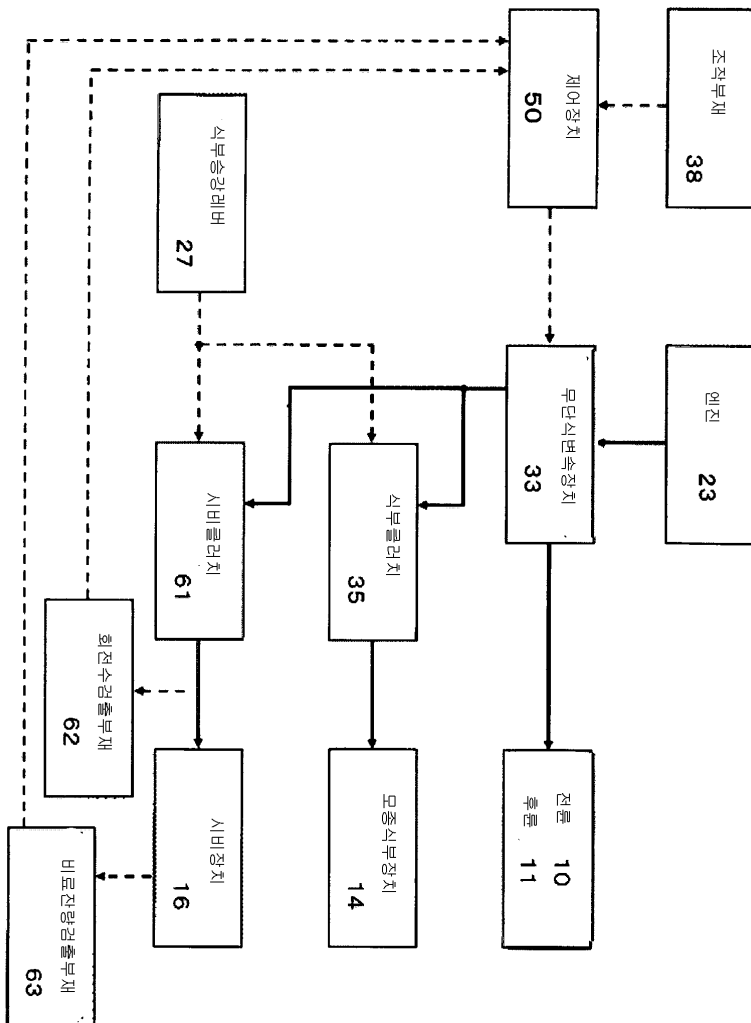 조작부재
38
제어장치
50
식부승강레버
27
엔진
23
무단식변속장치
33
식부클러치
35
시비클러치
61
회전수검출부재
62
전륜 10
후륜 11
모종식부장치
14
시비장치
16
비료잔량검출부재
63